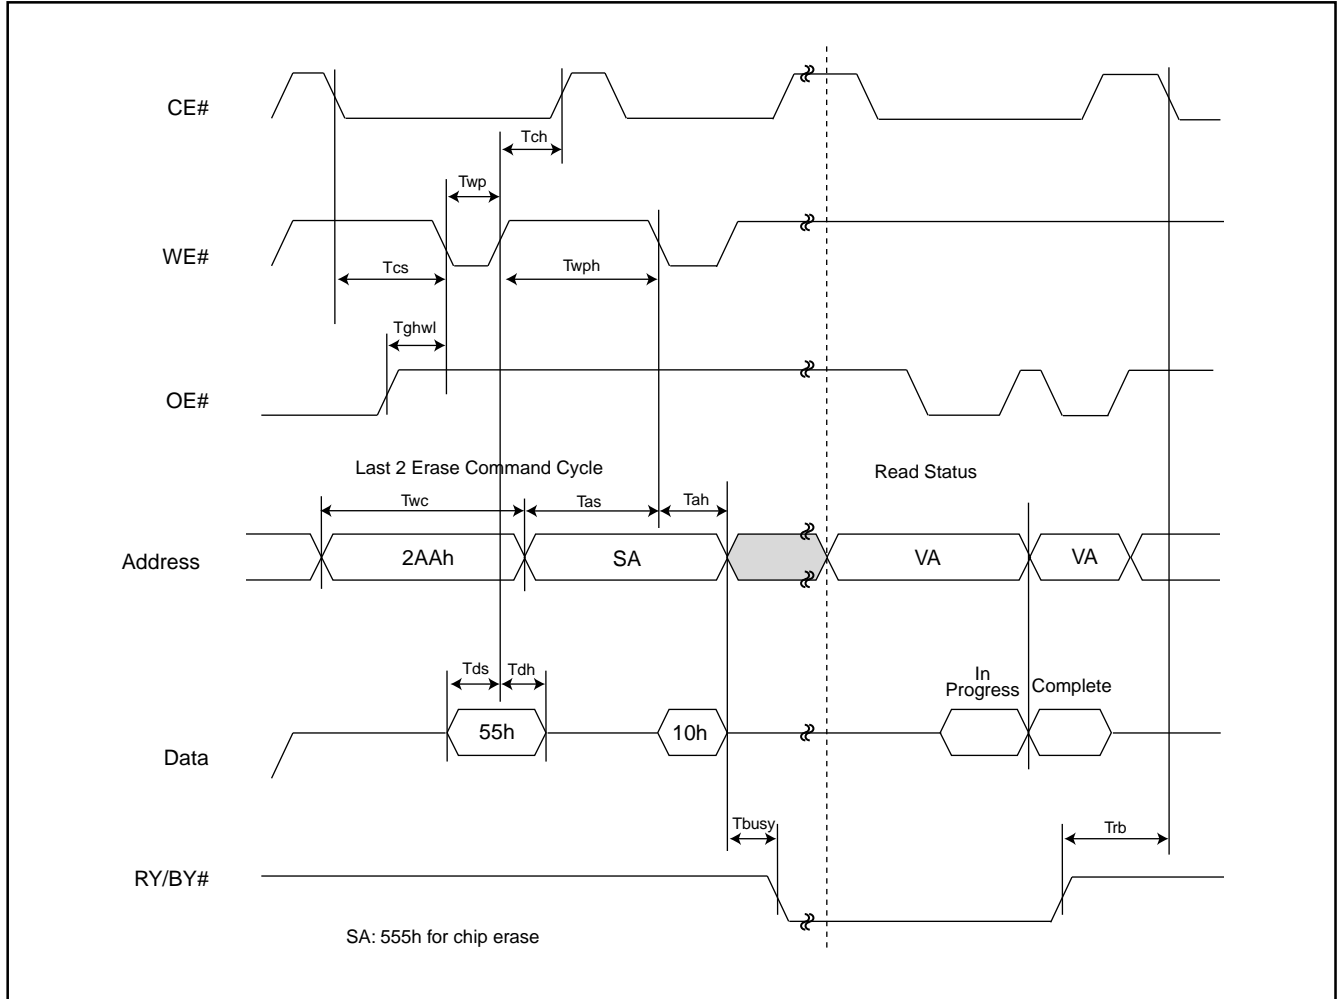 CE#
Tch
Twp
WE#
Tcs
Twph
Tghwl
OE#
Last 2 Erase Command Cycle
Read Status
Twc
Tas
Tah
Address
2AAh
SA
VA
VA
Tds
Tdh
In
Progress
Complete
55h
10h
Data
Tbusy
Trb
RY/BY#
SA: 555h for chip erase